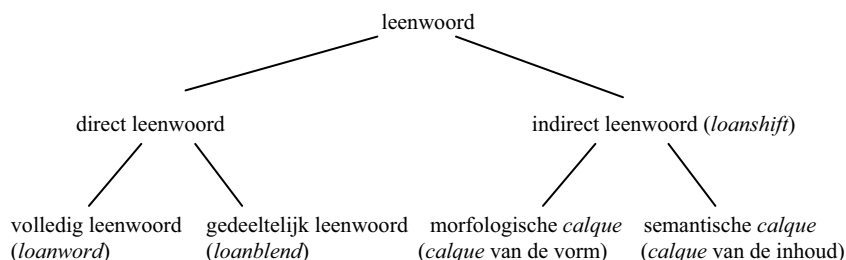 leenwoord
direct leenwoord indirect leenwoord (loanshift)
volledig leenwoord gedeeltelijk leenwoord morfologische calque semantische calque
(loanword) (loanblend) (calque van de vorm) (calque van de inhoud)